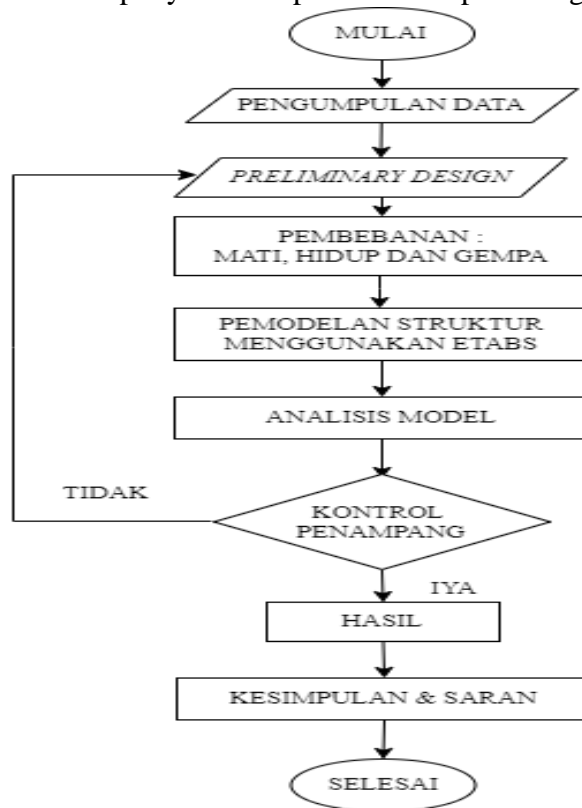 MULAI
PENGUMPULAN DATA
PRELIMINARY DESIGN
PEMBEBANAN :
MATI, HIDUP DAN GEMPA
PEMODELAN STRUKTUR
MENGGUNAKAN ETABS
ANALISIS MODEL
TIDAK
KONTROL
PENAMPANG
IYA
HASIL
KESIMPULAN & SARAN
SELESAI